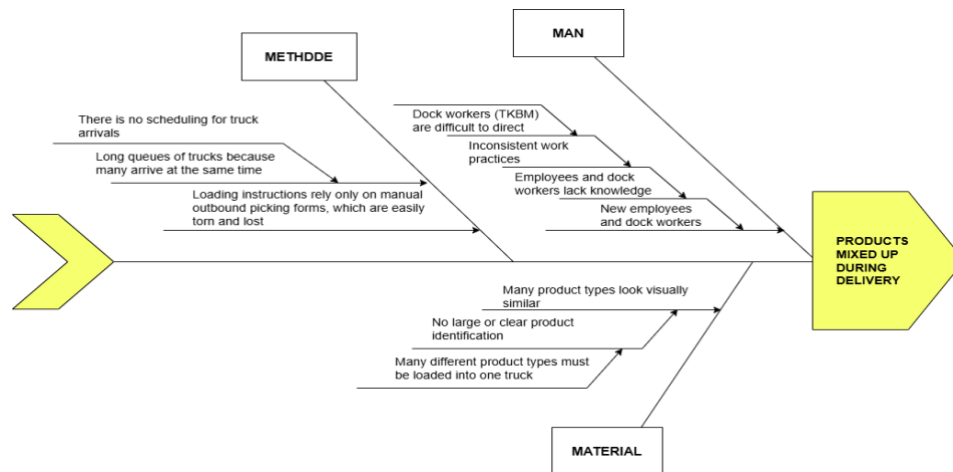 METHDDE
MAN
There is no scheduling for truck
arrivals
Long queues of trucks because
many arrive at the same time
Loading instructions rely only on manual
outbound picking forms, which are easily
torn and lost
Dock workers (TKBM)
are difficult to direct
Inconsistent work
practices
Employees and dock
workers lack knowledge
New employees
and dock workers
PRODUCTS
MIXED UP
DURING
DELIVERY
Many product types look visually
similar
No large or clear product
identification
Many different product types must
be loaded into one truck
MATERIAL